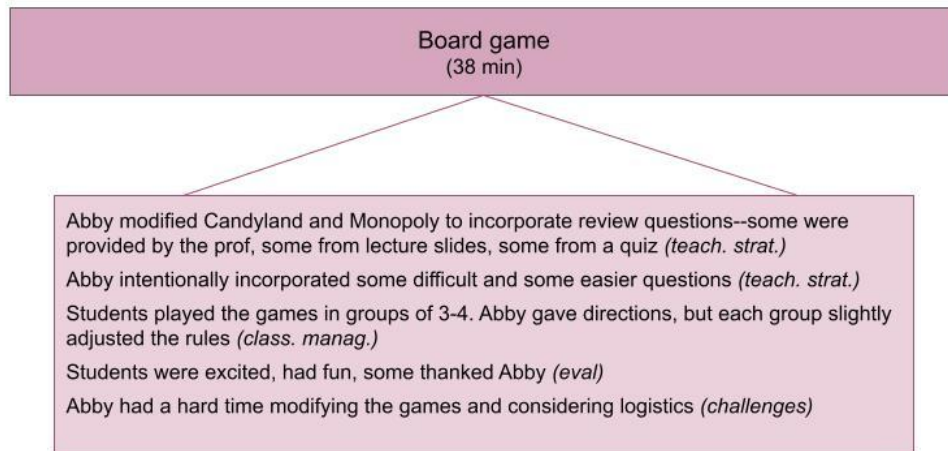 Board game
(38 min)
Abby modified Candyland and Monopoly to incorporate review questions--some were
provided by the prof, some from lecture slides, some from a quiz (teach. strat.)
Abby intentionally incorporated some difficult and some easier questions (teach. strat.)
Students played the games in groups of 3-4. Abby gave directions, but each group slightly
adjusted the rules (class. manag.)
Students were excited, had fun, some thanked Abby (eval)
Abby had a hard time modifying the games and considering logistics (challenges)